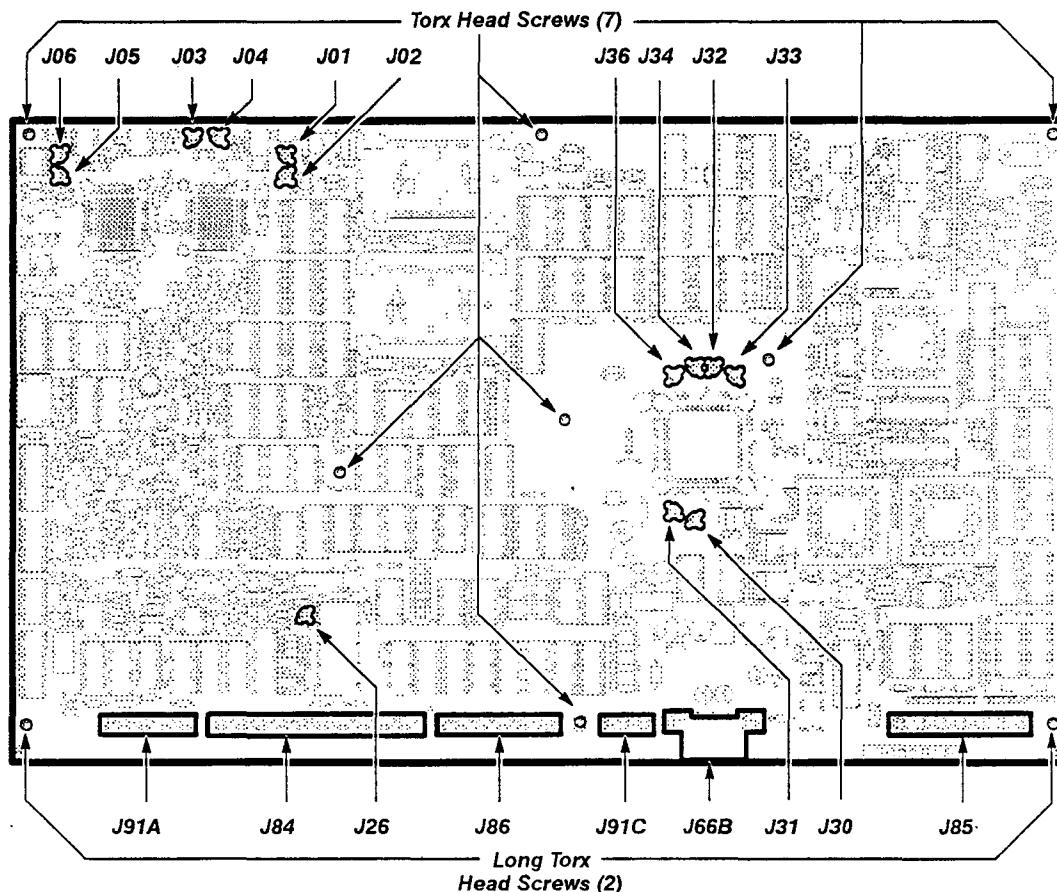 Torx Head Screws (7)
J06 J05 J03 J04 J01 J02 J36 J34 J32 J33
J91A J84 J26 J86 J91C J66B J31 J30 J85
Long Torx
Head Screws (2)